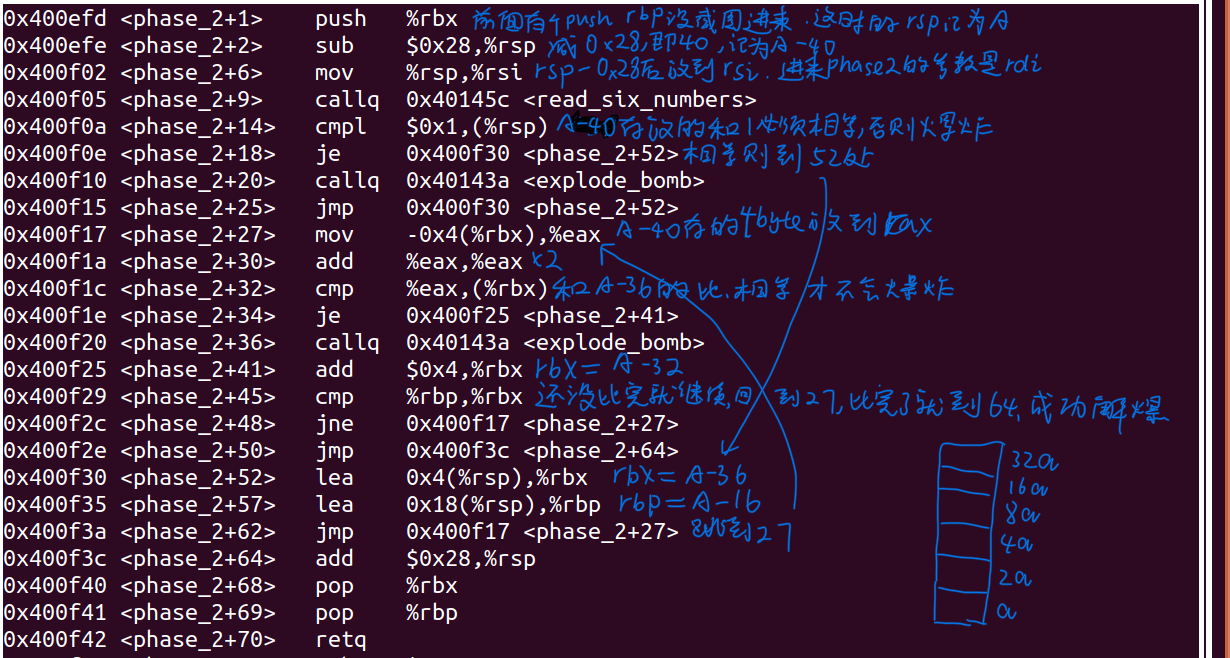 0x400efd <phase_2+1> push %rbx 前面有个push rbp没截图进来.这时的rsp记为A
0x400efe <phase_2+2> sub $0x28,%rsp 减0x28,即40,记为A-40
0x400f02 <phase_2+6> mov %rsp,%rsi rsp-0x28后放到rsi.进来phase2的参数是rdi
0x400f05 <phase_2+9> callq 0x40145c <read_six_numbers>
0x400f0a <phase_2+14> cmpl $0x1,(%rsp) A-40存放的和1必须相等,否则爆炸
0x400f0e <phase_2+18> je 0x400f30 <phase_2+52> 相等则到52处
0x400f10 <phase_2+20> callq 0x40143a <explode_bomb>
0x400f15 <phase_2+25> jmp 0x400f30 <phase_2+52>
0x400f17 <phase_2+27> mov -0x4(%rbx),%eax A-40存的4byte放到eax
0x400f1a <phase_2+30> add %eax,%eax x2
0x400f1c <phase_2+32> cmp %eax,(%rbx) 和A-36的比.相等才不会爆炸
0x400f1e <phase_2+34> je 0x400f25 <phase_2+41>
0x400f20 <phase_2+36> callq 0x40143a <explode_bomb>
0x400f25 <phase_2+41> add $0x4,%rbx rbx=A-32
0x400f29 <phase_2+45> cmp %rbp,%rbx 还没比完就继续,回到27,比完了就到64,成功解爆
0x400f2c <phase_2+48> jne 0x400f17 <phase_2+27>
0x400f2e <phase_2+50> jmp 0x400f3c <phase_2+64>
0x400f30 <phase_2+52> lea 0x4(%rsp),%rbx rbx=A-36
0x400f35 <phase_2+57> lea 0x18(%rsp),%rbp rbp=A-16
0x400f3a <phase_2+62> jmp 0x400f17 <phase_2+27> 跳到27
0x400f3c <phase_2+64> add $0x28,%rsp
0x400f40 <phase_2+68> pop %rbx
0x400f41 <phase_2+69> pop %rbp
0x400f42 <phase_2+70> retq
32a
16a
8a
4a
2a
a